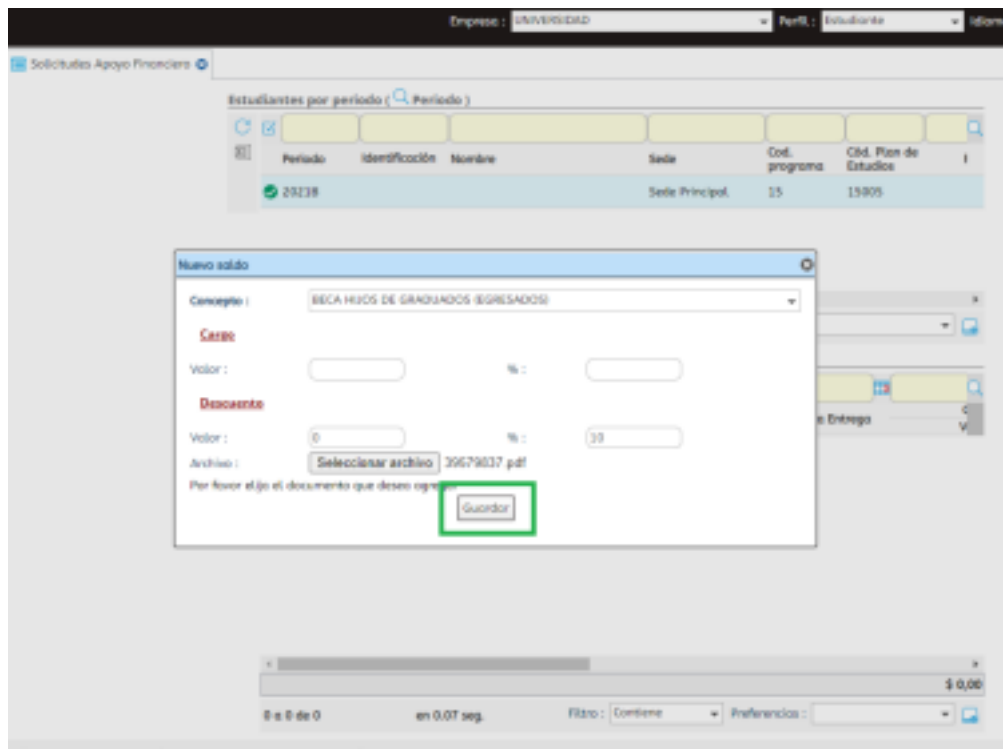 Empresa : UNIVERSIDAD Perfil : Estudiante
Solicitudes Apoyo Financiero
Estudiantes por periodo ( Periodo )
Periodo Identificación Nombre Sede Cod. programa Cód. Plan de Estudios
20218 Sede Principal. 15 15005
Nuevo saldo
Concepto : BECA HIJOS DE GRADUADOS (EGRESADOS)
Cargo
Valor : % :
Descuento
Valor : 0 % : 10
Archivo : Seleccionar archivo 39679837.pdf
Por favor elija el documento que desea
Guardar
Entrega
$ 0,00
0 a 0 de 0 en 0.07 seg. Filtro : Contiene Preferencias :